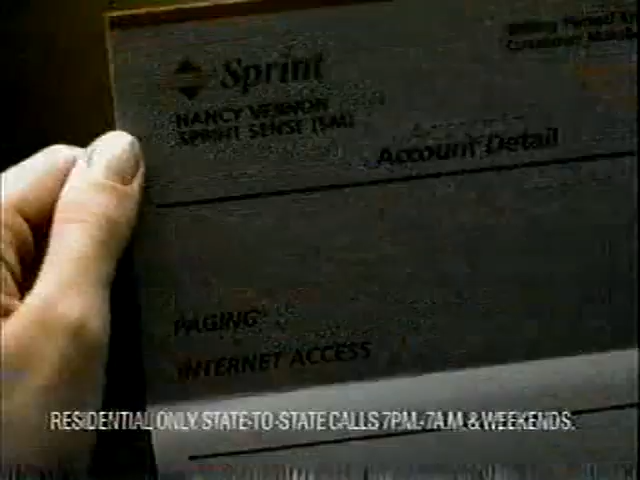 Sprint
NANCY VERNON
SPRINT SENSE (SM)
Account Detail
PAGING
INTERNET ACCESS
RESIDENTIAL ONLY. STATE-TO-STATE CALLS 7PM.-7A.M. & WEEKENDS.